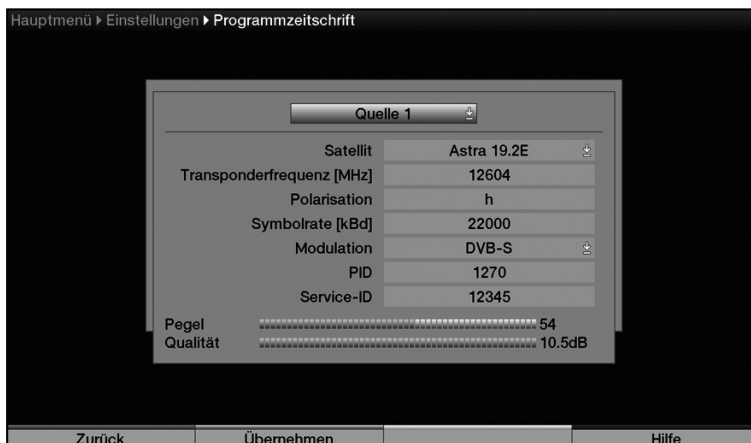 Hauptmenü Einstellungen Programmzeitschrift
Quelle 1
Satellit Astra 19.2E
Transponderfrequenz [MHz] 12604
Polarisation h
Symbolrate [kBd] 22000
Modulation DVB-S
PID 1270
Service-ID 12345
Pegel 54
Qualität 10.5dB
Zurück Übernehmen Hilfe